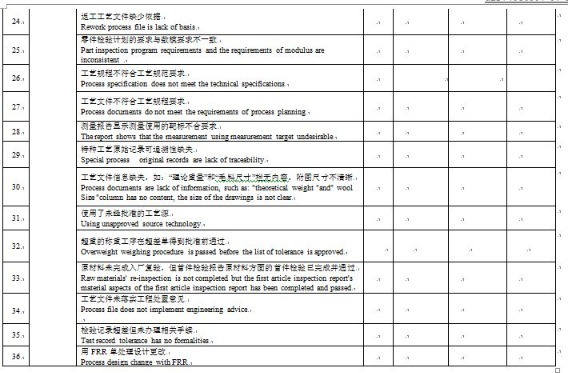 24.
返工工艺文件缺少依据.
Rework process file is lack of basis.
25.
零件检验计划的要求与数模要求不一致.
Part inspection program requirements and the requirements of modulus are
inconsistent .
26.
工艺规程不符合工艺规范要求.
Process specification does not meet the technical specifications.
27.
工艺文件不符合工艺规程要求.
Process documents do not meet the requirements of process planning.
28.
测量报告显示测量使用的靶标不合要求.
The report shows that the measurement using measurement target undesirable.
29.
特种工艺原始记录可追溯性缺失.
Special process original records are lack of traceability.
30.
工艺文件信息缺失，如：“理论重量”和“毛料尺寸”栏无内容，附图尺寸不清晰.
Process documents are lack of information, such as: "theoretical weight "and" wool
Size "column has no content, the size of the drawings is not clear.
31.
使用了未经批准的工艺源.
Using unapproved source technology.
32.
超重的称重工序在超差单得到批准前通过.
Overweight weighing procedure is passed before the list of tolerance is approved.
33.
原材料未完成入厂复验，但首件检验报告原材料方面的首件检验已完成并通过.
Raw materials' re-inspection is not completed but the first article inspection report's
material aspects of the first article inspection report has been completed and passed.
34.
工艺文件未落实工程处置意见.
Process file does not implement engineering advice.
35.
检验记录超差但未办理相关手续.
Test record tolerance has no formalities.
36.
用 FRR 单处理设计更改.
Process design change with FRR.